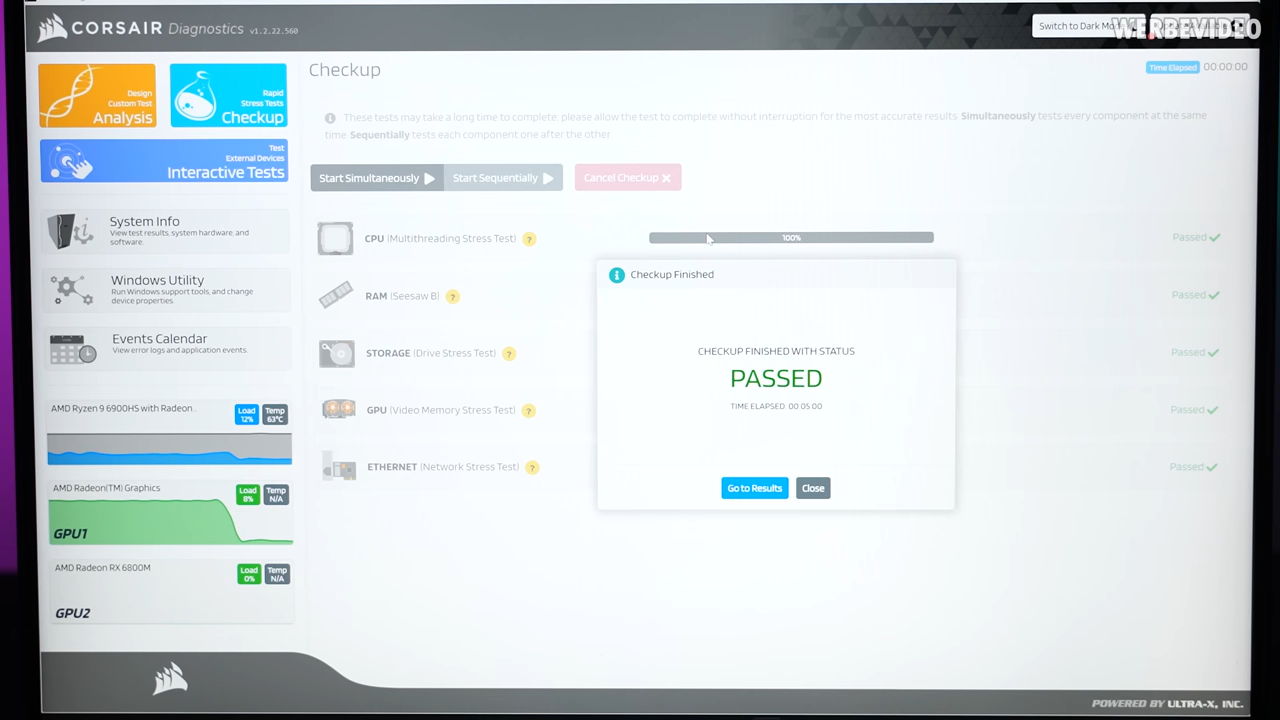 CORSAIR Diagnostics v1.2.22.560
Switch to Dark Mod
WERBEVIDEO
Design
Custom Test
Analysis
Rapid
Stress Tests
Checkup
Test
External Devices
Interactive Tests
System Info
View test results, system hardware, and
software.
Windows Utility
Run Windows support tools, and change
device properties.
Events Calendar
View error logs and application events.
AMD Ryzen 9 6900HS with Radeon..
Load
12%
Temp
63°C
AMD Radeon(TM) Graphics
Load
8%
Temp
N/A
GPU1
AMD Radeon RX 6800M
Load
0%
Temp
N/A
GPU2
Checkup
Time Elapsed 00:00:00
These tests may take a long time to complete, please allow the test to complete without interruption for the most accurate results. Simultaneously tests every component at the same
time. Sequentially tests each component one after the other.
Start Simultaneously
Start Sequentially
Cancel Checkup
CPU (Multithreading Stress Test) ?
100%
Passed
RAM (Seesaw B) ?
Passed
STORAGE (Drive Stress Test) ?
Passed
GPU (Video Memory Stress Test) ?
Passed
ETHERNET (Network Stress Test) ?
Passed
Checkup Finished
CHECKUP FINISHED WITH STATUS
PASSED
TIME ELAPSED: 00:05:00
Go to Results
Close
POWERED BY ULTRA-X, INC.